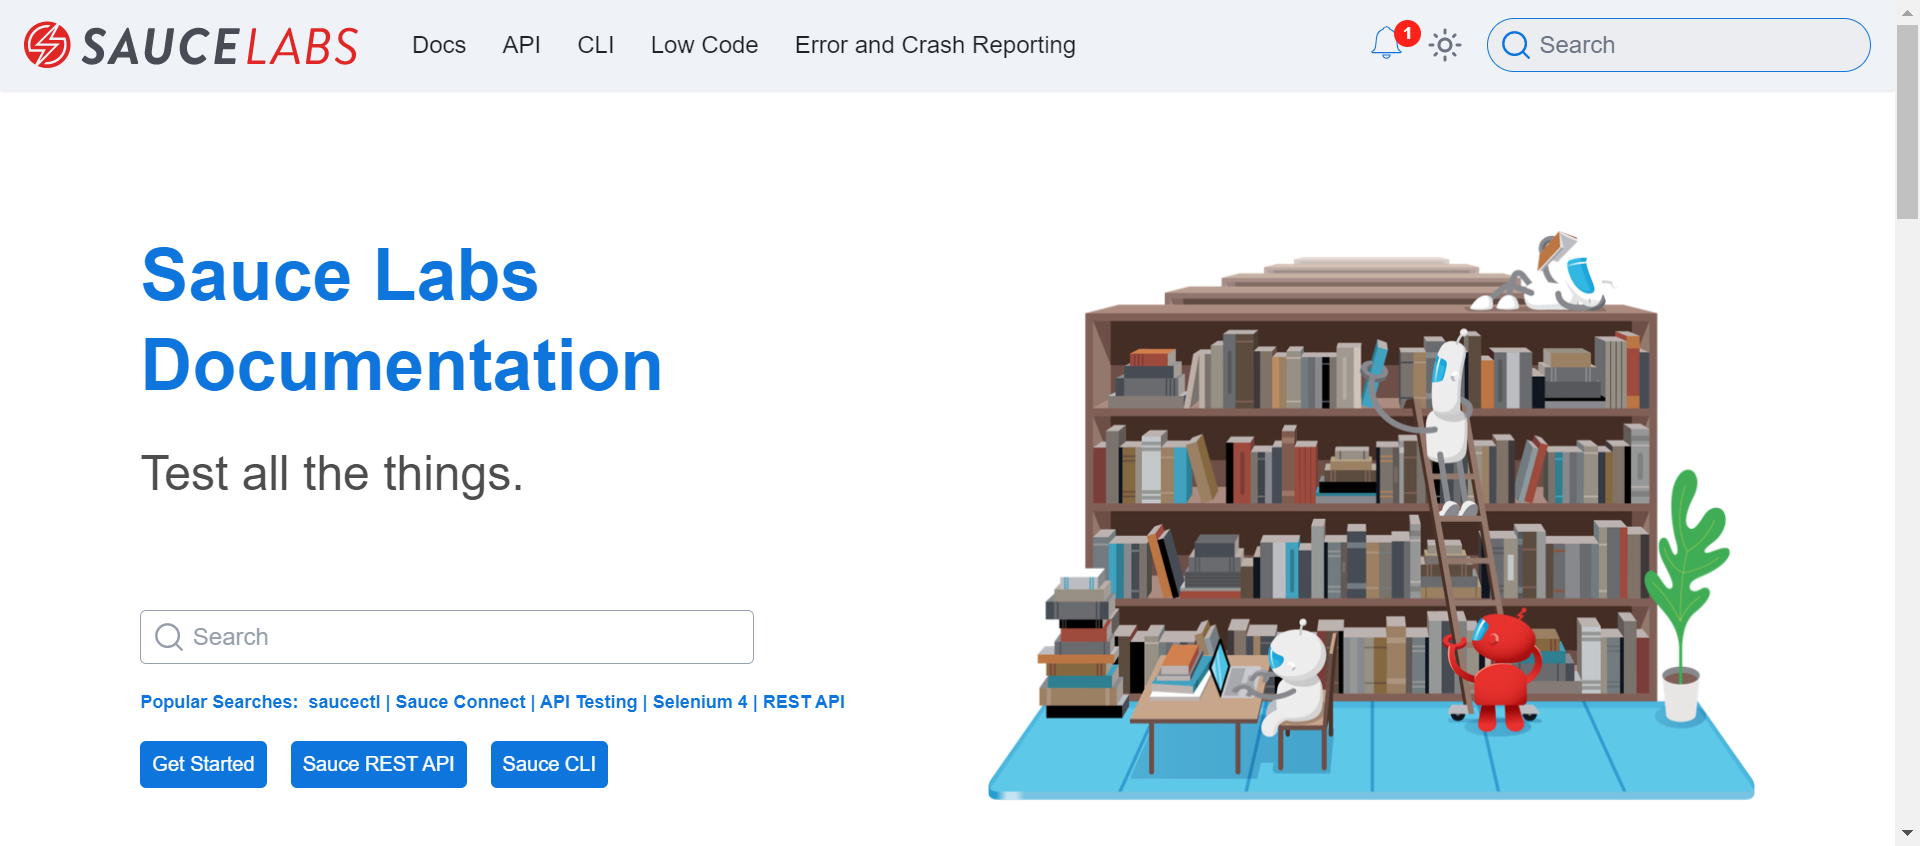 SAUCELABS Docs API CLI Low Code Error and Crash Reporting 1 Search
Sauce Labs
Documentation
Test all the things.
Search
Popular Searches: saucectl | Sauce Connect | API Testing | Selenium 4 | REST API
Get Started Sauce REST API Sauce CLI